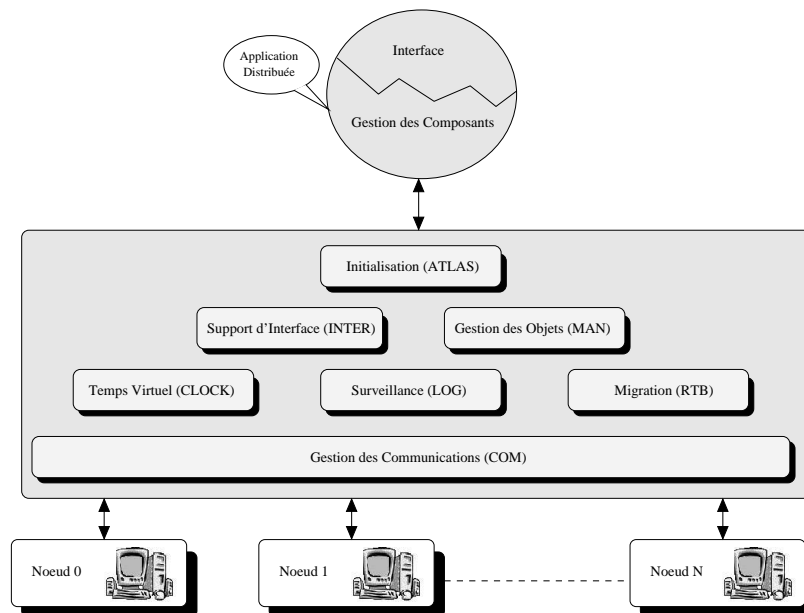 Application
Distribuée
Interface
Gestion des Composants
Initialisation (ATLAS)
Support d'Interface (INTER)
Gestion des Objets (MAN)
Temps Virtuel (CLOCK)
Surveillance (LOG)
Migration (RTB)
Gestion des Communications (COM)
Noeud 0
Noeud 1
Noeud N